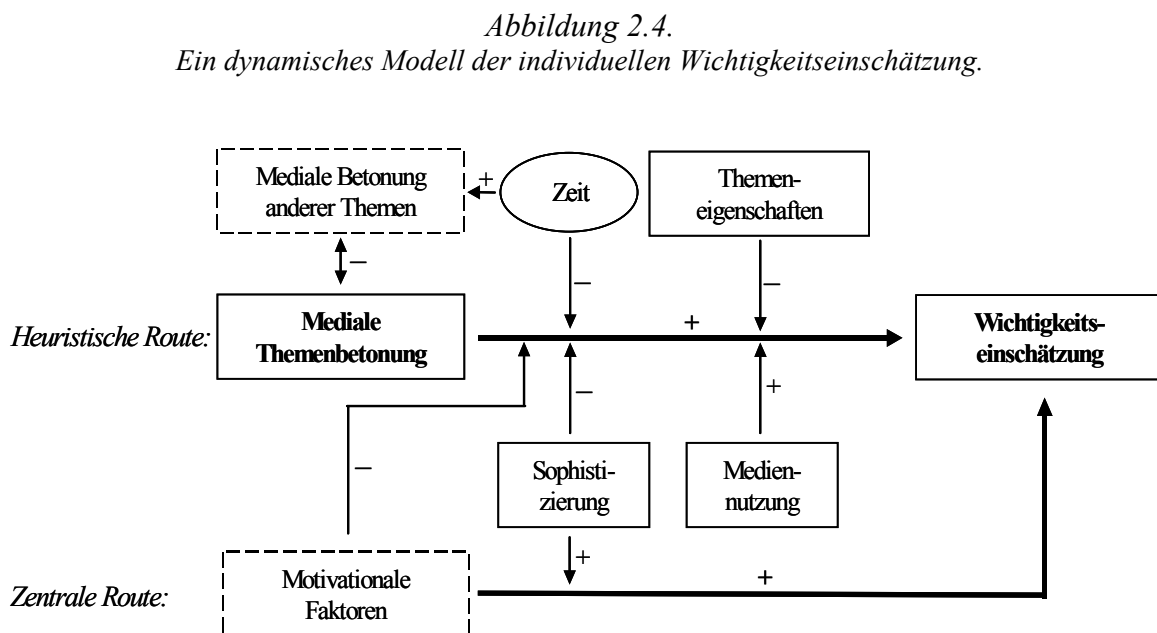 Abbildung 2.4.
Ein dynamisches Modell der individuellen Wichtigkeitseinschätzung.
Mediale Betonung
anderer Themen
+
Zeit
Themen-
eigenschaften
–
–
–
Heuristische Route:
Mediale
Themenbetonung
+
Wichtigkeits-
einschätzung
–
–
+
Sophisti-
zierung
Medien-
nutzung
+
Zentrale Route:
Motivationale
Faktoren
+